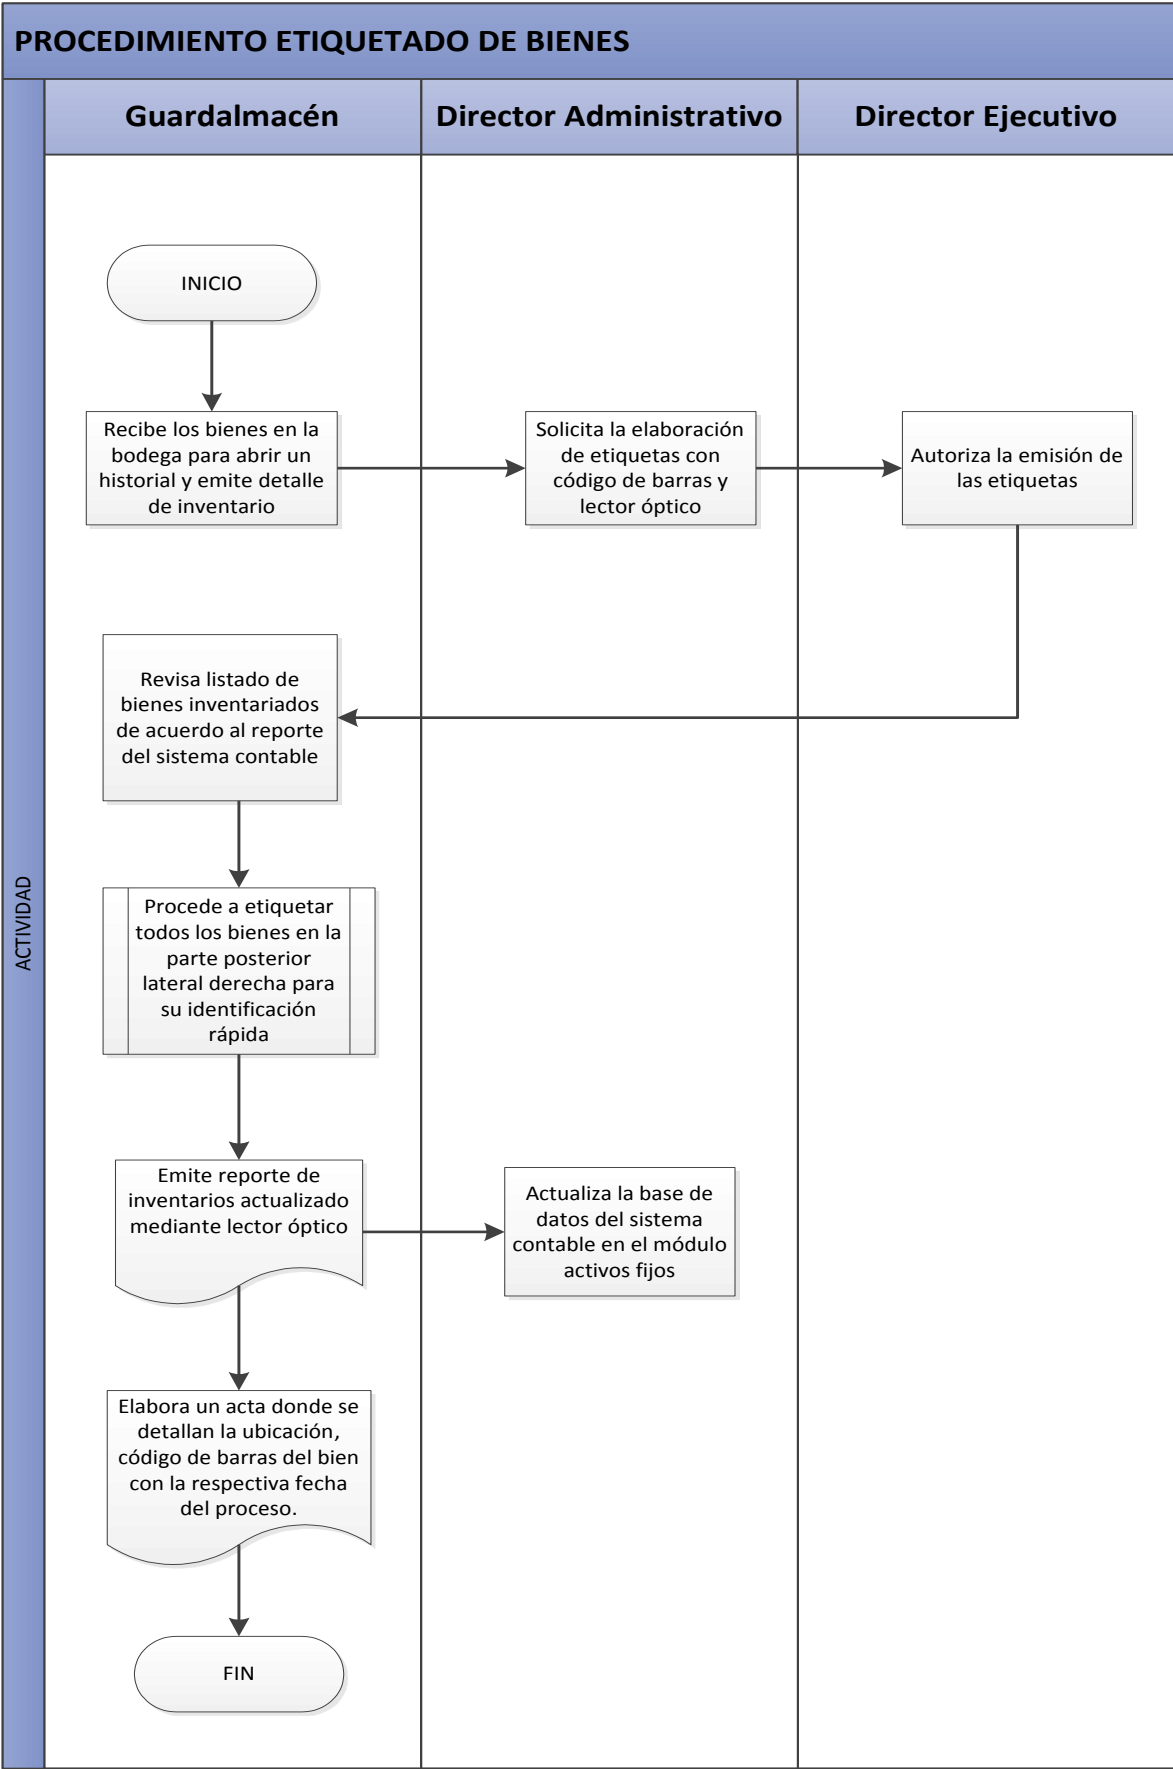 PROCEDIMIENTO ETIQUETADO DE BIENES
Guardalmacén
Director Administrativo
Director Ejecutivo
ACTIVIDAD
INICIO
Recibe los bienes en la
bodega para abrir un
historial y emite detalle
de inventario
Solicita la elaboración
de etiquetas con
código de barras y
lector óptico
Autoriza la emisión de
las etiquetas
Revisa listado de
bienes inventariados
de acuerdo al reporte
del sistema contable
Procede a etiquetar
todos los bienes en la
parte posterior
lateral derecha para
su identificación
rápida
Emite reporte de
inventarios actualizado
mediante lector óptico
Actualiza la base de
datos del sistema
contable en el módulo
activos fijos
Elabora un acta donde se
detallan la ubicación,
código de barras del bien
con la respectiva fecha
del proceso.
FIN